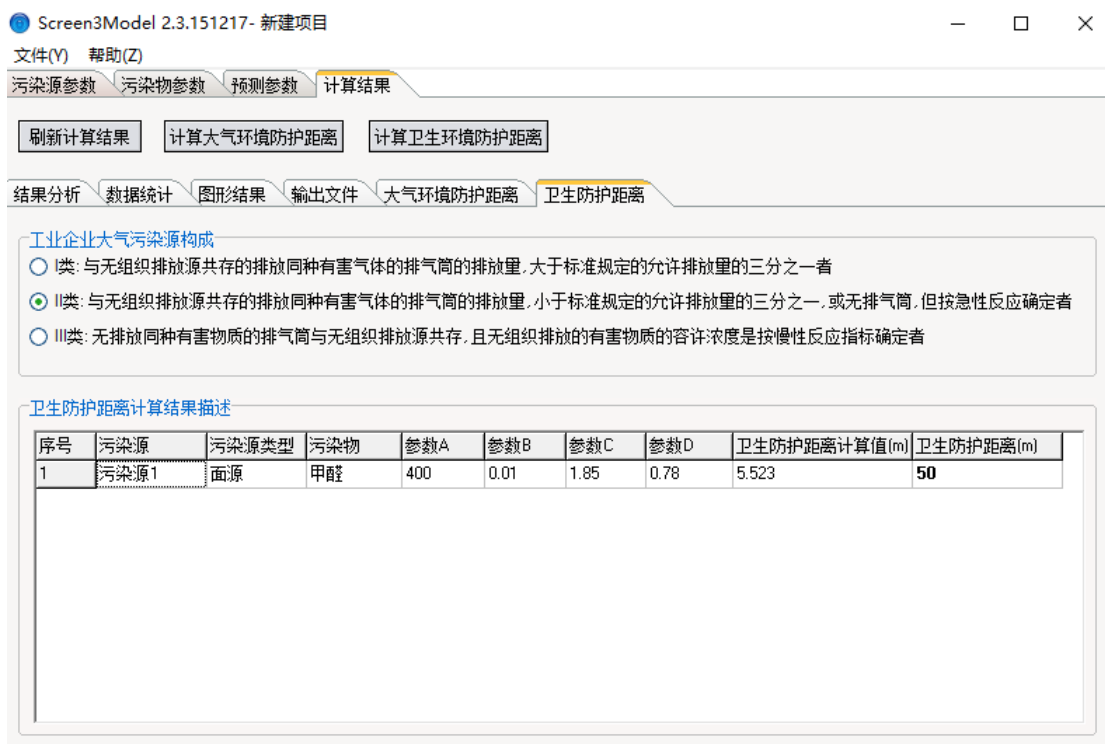 Screen3Model 2.3.151217- 新建项目
文件(Y) 帮助(Z)
污染源参数 污染物参数 预测参数 计算结果
刷新计算结果 计算大气环境防护距离 计算卫生环境防护距离
结果分析 数据统计 图形结果 输出文件 大气环境防护距离 卫生防护距离
工业企业大气污染源构成
I类:与无组织排放源共存的排放同种有害气体的排气筒的排放量,大于标准规定的允许排放量的三分之一者
II类:与无组织排放源共存的排放同种有害气体的排气筒的排放量,小于标准规定的允许排放量的三分之一,或无排气筒,但按急性反应确定者
III类:无排放同种有害物质的排气筒与无组织排放源共存,且无组织排放的有害物质的容许浓度是按慢性反应指标确定者
卫生防护距离计算结果描述
序号 污染源 污染源类型 污染物 参数A 参数B 参数C 参数D 卫生防护距离计算值(m) 卫生防护距离(m)
1 污染源1 面源 甲醛 400 0.01 1.85 0.78 5.523 50